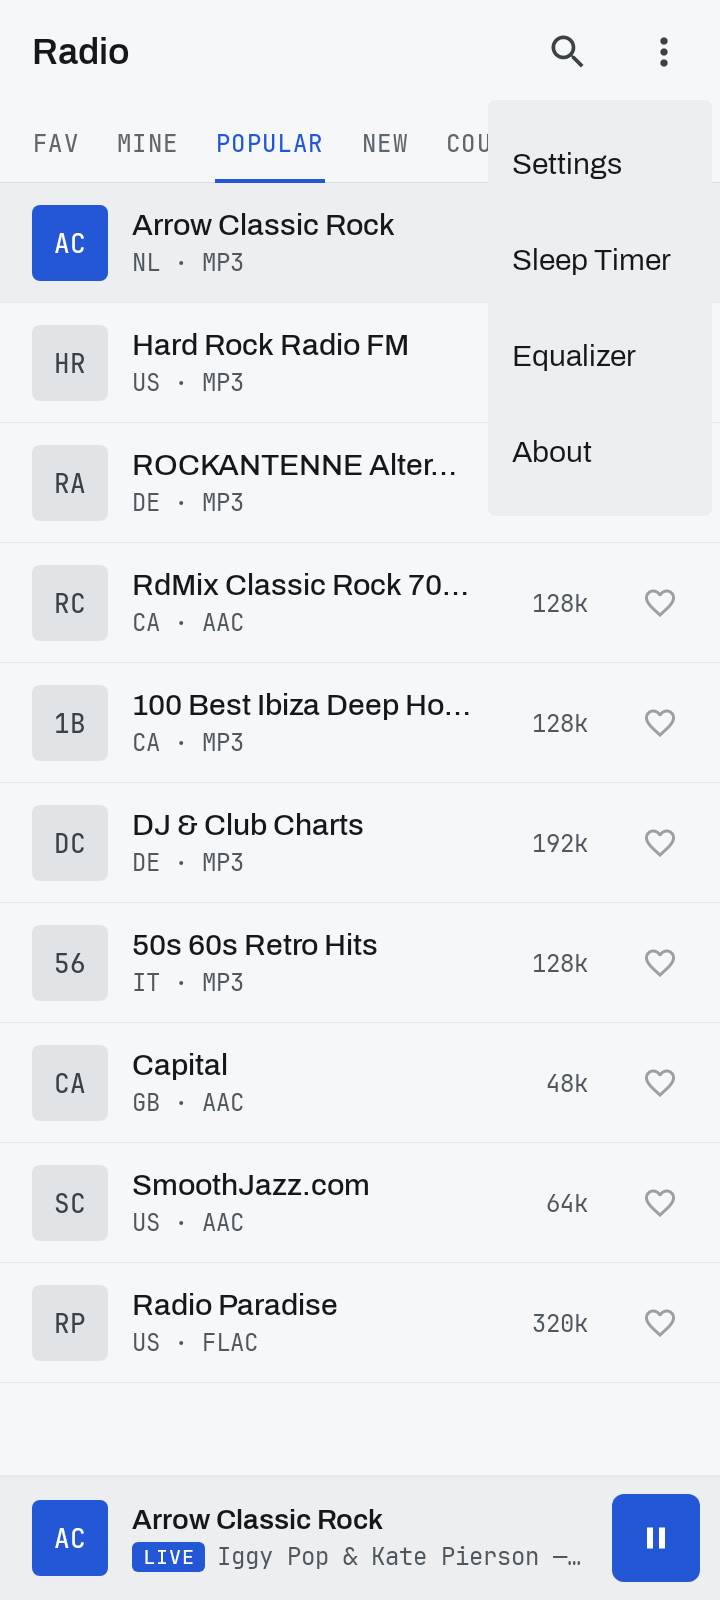 Radio
FAV MINE POPULAR NEW COU
Settings
Sleep Timer
Equalizer
About
AC
Arrow Classic Rock
NL · MP3
HR
Hard Rock Radio FM
US · MP3
RA
ROCKANTENNE Alter...
DE · MP3
RC
RdMix Classic Rock 70...
CA · AAC
128k
1B
100 Best Ibiza Deep Ho...
CA · MP3
128k
DC
DJ & Club Charts
DE · MP3
192k
56
50s 60s Retro Hits
IT · MP3
128k
CA
Capital
GB · AAC
48k
SC
SmoothJazz.com
US · AAC
64k
RP
Radio Paradise
US · FLAC
320k
AC
Arrow Classic Rock
LIVE Iggy Pop & Kate Pierson —…